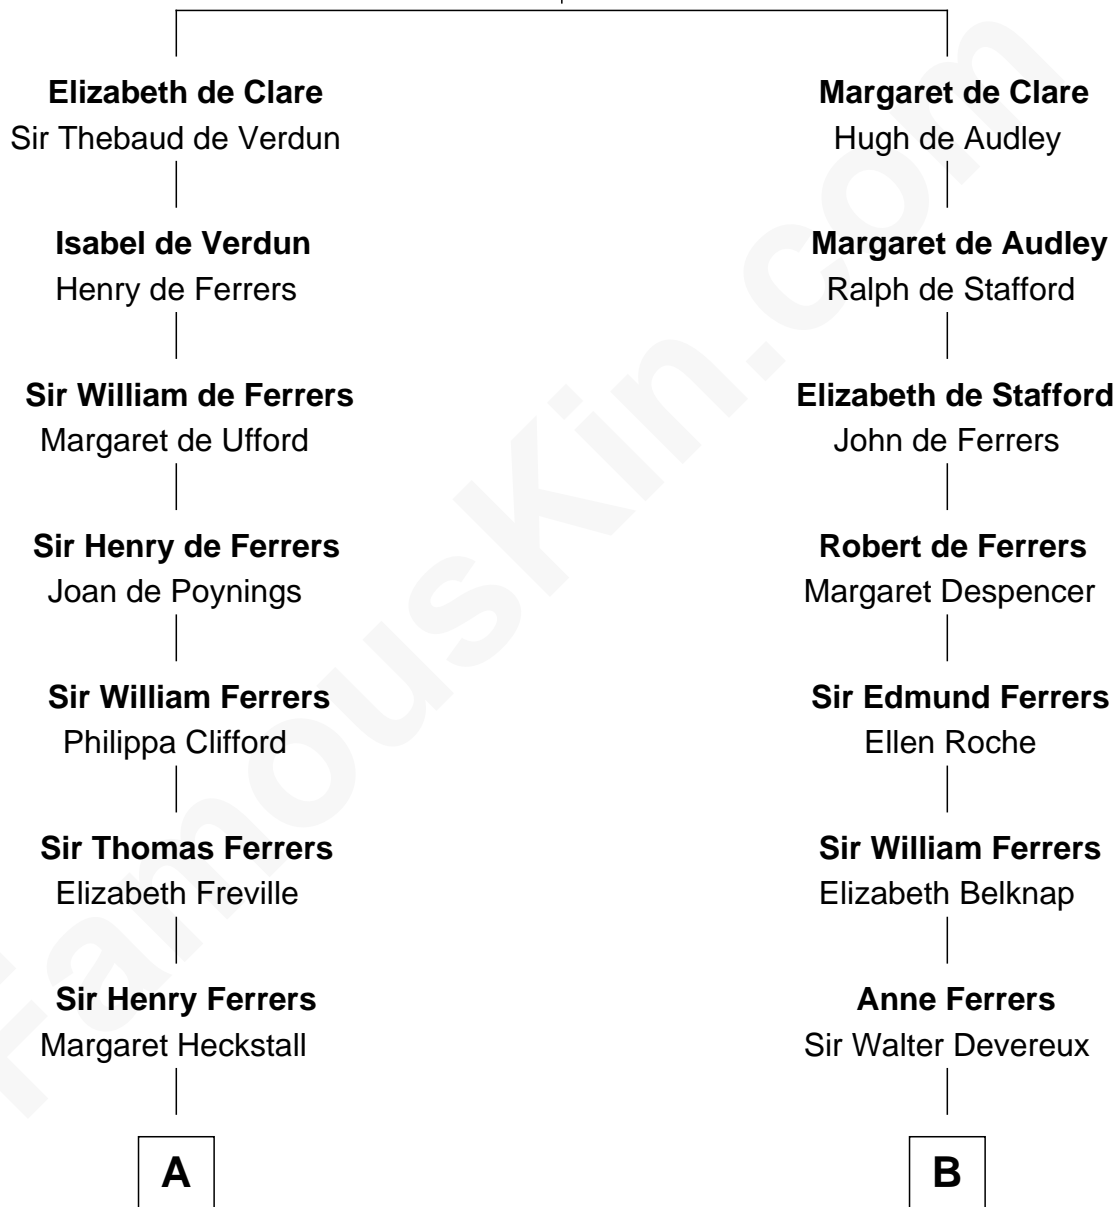 Elizabeth de Clare
Sir Thebaud de Verdun
Isabel de Verdun
Henry de Ferrers
Sir William de Ferrers
Margaret de Ufford
Sir Henry de Ferrers
Joan de Poynings
Sir William Ferrers
Philippa Clifford
Sir Thomas Ferrers
Elizabeth Freville
Sir Henry Ferrers
Margaret Heckstall
A
Margaret de Clare
Hugh de Audley
Margaret de Audley
Ralph de Stafford
Elizabeth de Stafford
John de Ferrers
Robert de Ferrers
Margaret Despencer
Sir Edmund Ferrers
Ellen Roche
Sir William Ferrers
Elizabeth Belknap
Anne Ferrers
Sir Walter Devereux
B
FamousKin.com